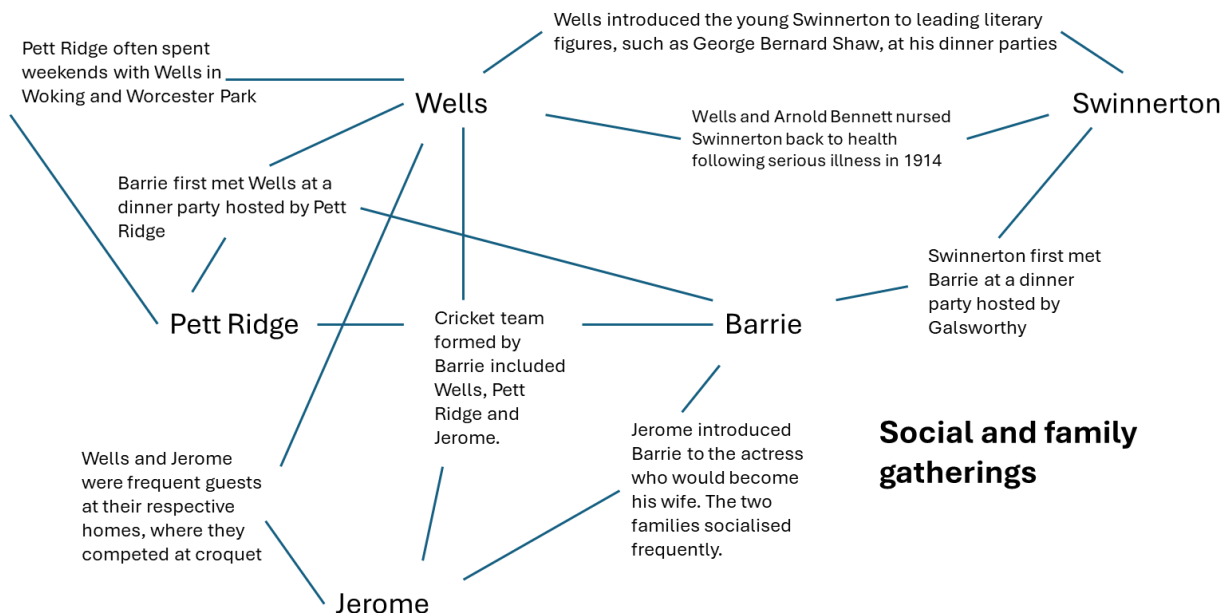 Wells introduced the young Swinnerton to leading literary
figures, such as George Bernard Shaw, at his dinner parties
Pett Ridge often spent
weekends with Wells in
Woking and Worcester Park
Wells
Swinnerton
Wells and Arnold Bennett nursed
Swinnerton back to health
following serious illness in 1914
Barrie first met Wells at a
dinner party hosted by Pett
Ridge
Swinnerton first met
Barrie at a dinner
party hosted by
Galsworthy
Pett Ridge
Cricket team
formed by
Barrie included
Wells, Pett
Ridge and
Jerome.
Barrie
Wells and Jerome
were frequent guests
at their respective
homes, where they
competed at croquet
Jerome introduced
Barrie to the actress
who would become
his wife. The two
families socialised
frequently.
Social and family
gatherings
Jerome